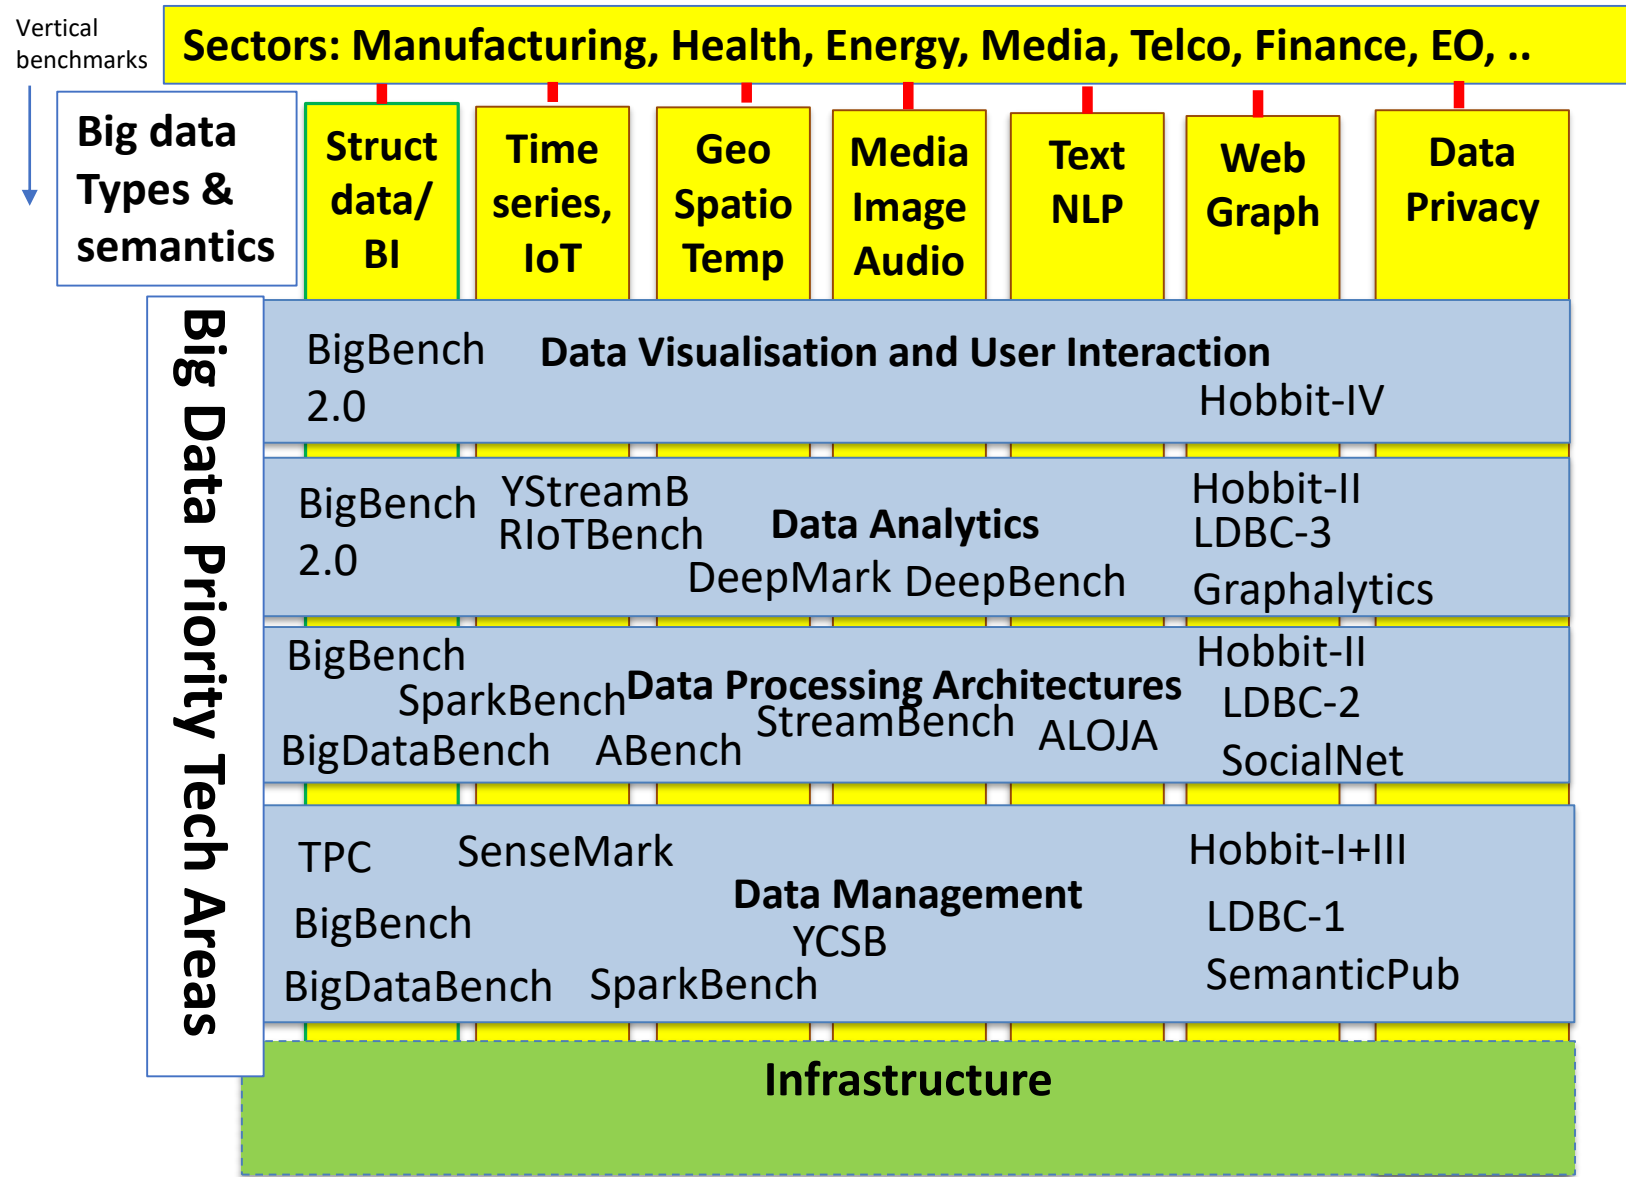 Vertical
benchmarks
Sectors: Manufacturing, Health, Energy, Media, Telco, Finance, EO, ..
Big data
Types &
semantics
Struct
data/
BI
Time
series,
IoT
Geo
Spatio
Temp
Media
Image
Audio
Text
NLP
Web
Graph
Data
Privacy
Big Data Priority Tech Areas
BigBench
2.0
Data Visualisation and User Interaction
Hobbit-IV
BigBench
2.0
YStreamB
RIoTBench
Data Analytics
DeepMark
DeepBench
Hobbit-II
LDBC-3
Graphalytics
BigBench
SparkBench
Data Processing Architectures
StreamBench
BigDataBench
ABench
ALOJA
Hobbit-II
LDBC-2
SocialNet
TPC
SenseMark
Data Management
BigBench
YCSB
BigDataBench
SparkBench
Hobbit-I+III
LDBC-1
SemanticPub
Infrastructure